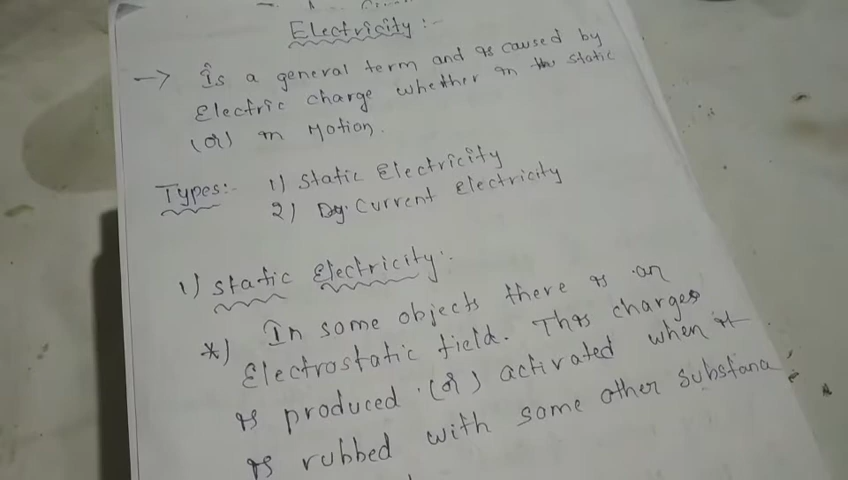 Electricity :-
→ Is a general term and is caused by
Electric charge whether in the static
(or) in Motion.
Types:- 1) Static Electricity
2) Dy. Current Electricity
1) Static Electricity :-
*) In some objects there is an
Electrostatic field. This charges
is produced (or) activated when it
is rubbed with some other substana